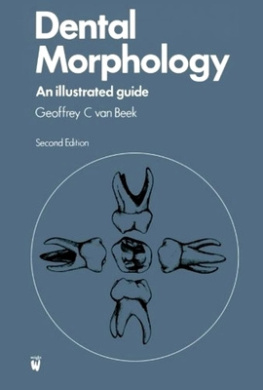 Dental
Morphology
An illustrated guide
Geoffrey C van Beek
Second Edition